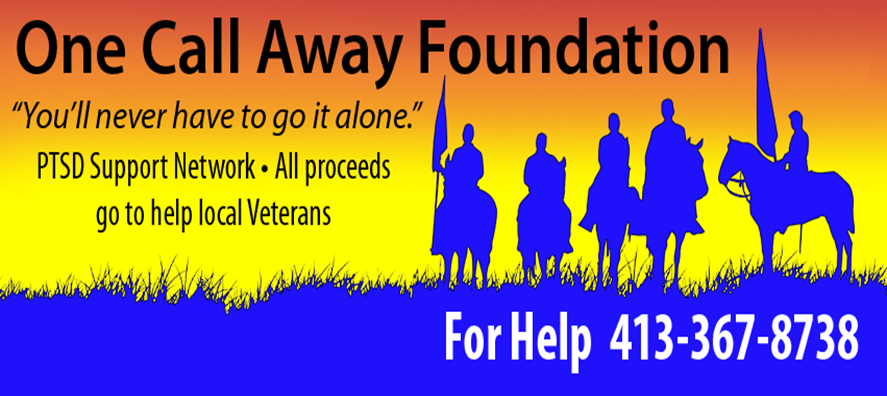 One Call Away Foundation
“You’ll never have to go it alone.”
PTSD Support Network • All proceeds
go to help local Veterans
For Help 413-367-8738